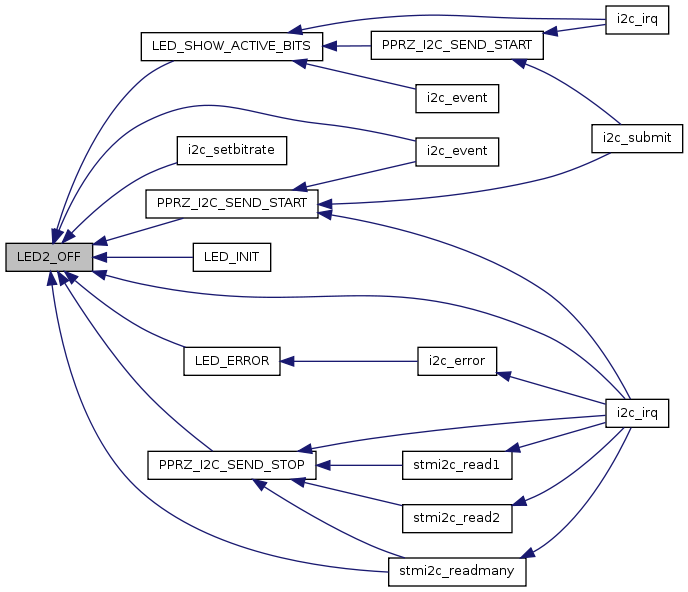 i2c_irq
LED_SHOW_ACTIVE_BITS
PPRZ_I2C_SEND_START
i2c_event
i2c_submit
i2c_setbitrate
i2c_event
PPRZ_I2C_SEND_START
LED2_OFF
LED_INIT
LED_ERROR
i2c_error
i2c_irq
PPRZ_I2C_SEND_STOP
stmi2c_read1
stmi2c_read2
stmi2c_readmany